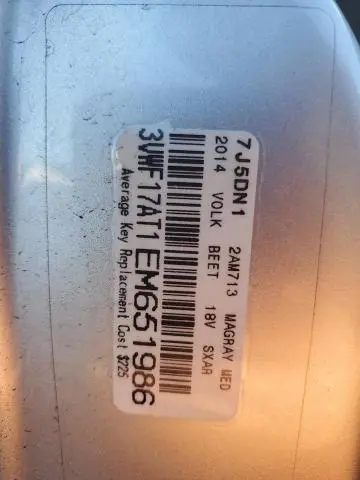 7J5DN1 2AM713 MAGRAY MED
2014 VOLK BEET 18V SXAR
3VWF17AT1EM651986
Average Key Replacement Cost $225